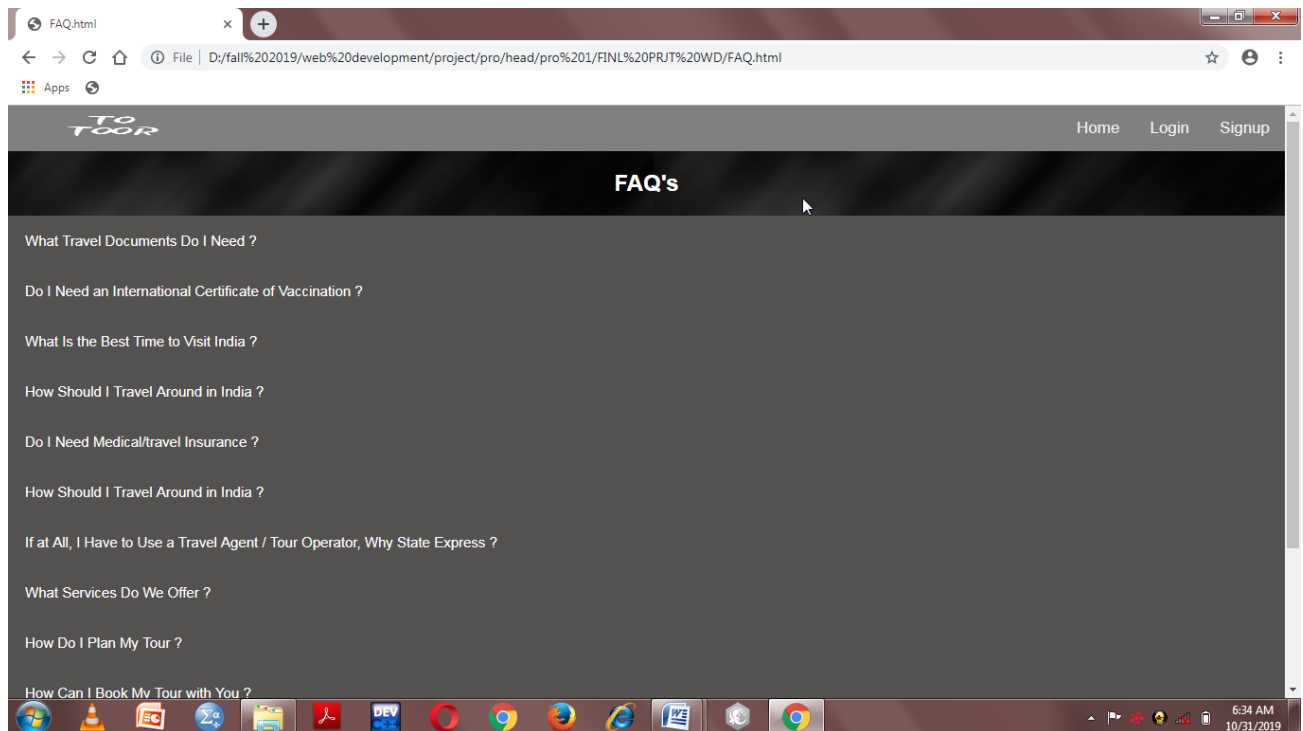 FAQ.html
File | D:/fall%202019/web%20development/project/pro/head/pro%201/FINL%20PRJT%20WD/FAQ.html
Apps
TO
TOOR
Home Login Signup
FAQ's
What Travel Documents Do I Need ?
Do I Need an International Certificate of Vaccination ?
What Is the Best Time to Visit India ?
How Should I Travel Around in India ?
Do I Need Medical/travel Insurance ?
How Should I Travel Around in India ?
If at All, I Have to Use a Travel Agent / Tour Operator, Why State Express ?
What Services Do We Offer ?
How Do I Plan My Tour ?
How Can I Book My Tour with You ?
DEV
C++
6:34 AM
10/31/2019